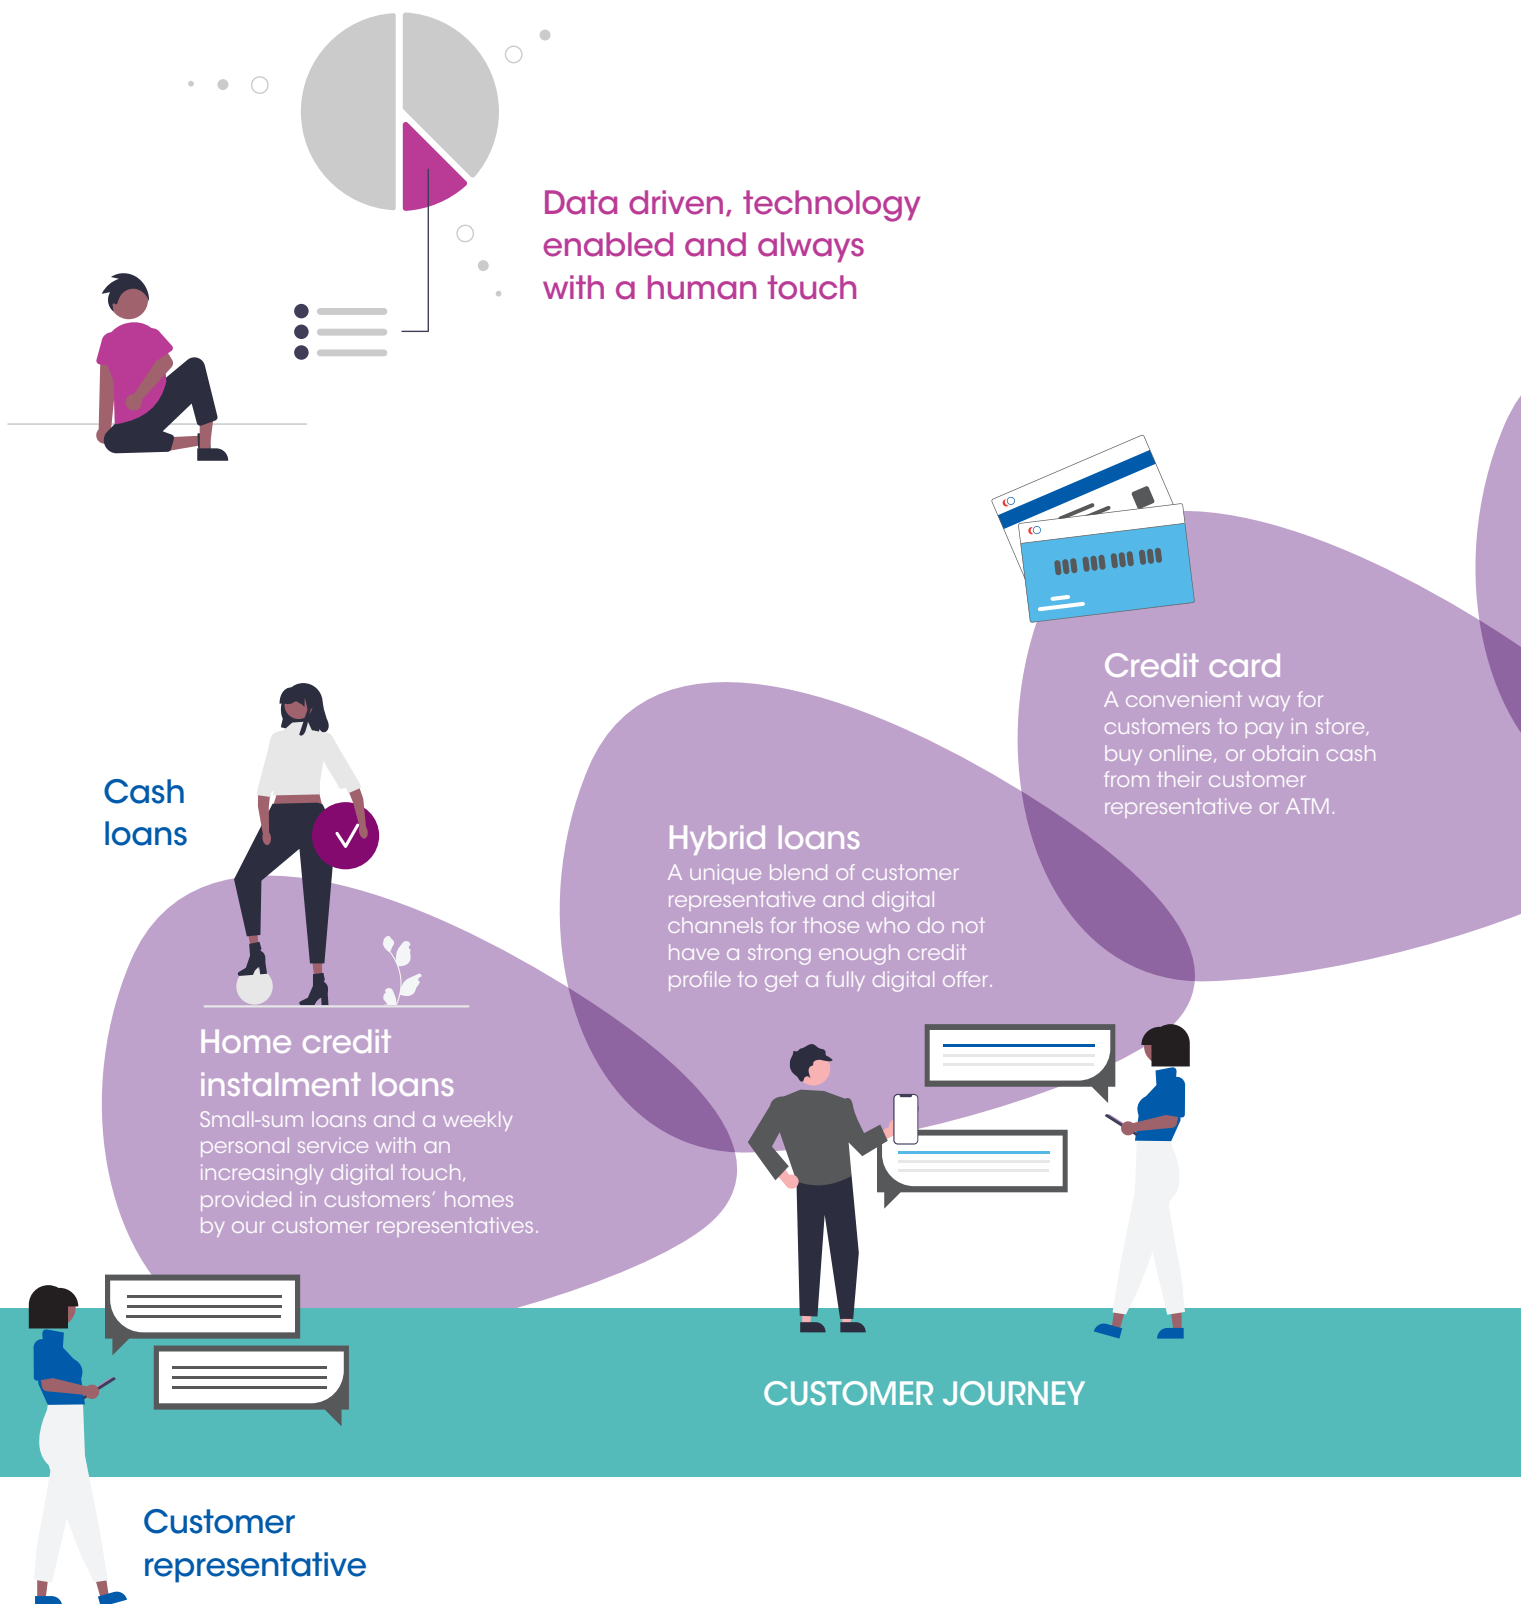 Data driven, technology
enabled and always
with a human touch
Cash
loans
Home credit
instalment loans
Small-sum loans and a weekly
personal service with an
increasingly digital touch,
provided in customers’ homes
by our customer representatives.
Hybrid loans
A unique blend of customer
representative and digital
channels for those who do not
have a strong enough credit
profile to get a fully digital offer.
Credit card
A convenient way for
customers to pay in store,
buy online, or obtain cash
from their customer
representative or ATM.
CUSTOMER JOURNEY
Customer
representative